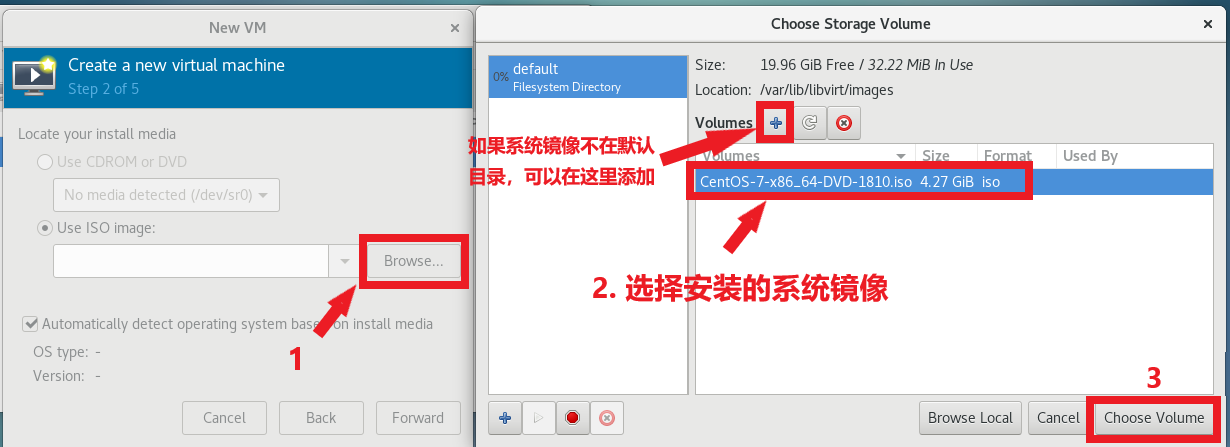 New VM
Create a new virtual machine
Step 2 of 5
Locate your install media
Use CDROM or DVD
No media detected (/dev/sr0)
Use ISO image:
Browse...
1
Automatically detect operating system based on install media
OS type: -
Version: -
Cancel
Back
Forward
Choose Storage Volume
0%
default
Filesystem Directory
Size: 19.96 GiB Free / 32.22 MiB In Use
Location: /var/lib/libvirt/images
Volumes
如果系统镜像不在默认
目录，可以在这里添加
Volumes Size Format Used By
CentOS-7-x86_64-DVD-1810.iso 4.27 GiB iso
2. 选择安装的系统镜像
3
Browse Local
Cancel
Choose Volume